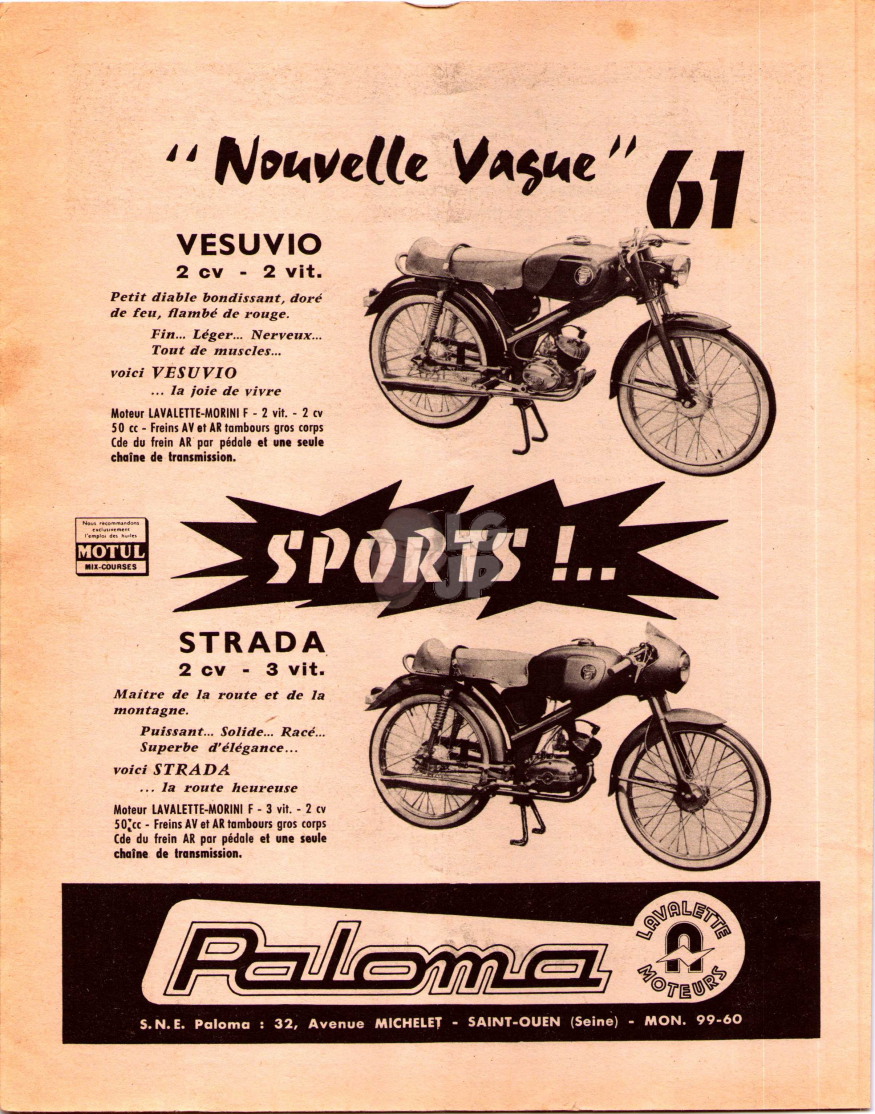 "Nouvelle Vague" 61
VESUVIO
2 cv - 2 vit.
Petit diable bondissant, doré
de feu, flambé de rouge.
Fin... Léger... Nerveux...
Tout de muscles...
voici VESUVIO
... la joie de vivre
Moteur LAVALETTE-MORINI F - 2 vit. - 2 cv
50 cc - Freins AV et AR tambours gros corps
Cde du frein AR par pédale et une seule
chaîne de transmission.
Nous recommandons
exclusivement
l'emploi des huiles
MOTUL
MIX-COURSES
SPORTS !..
JP
STRADA
2 cv - 3 vit.
Maitre de la route et de la
montagne.
Puissant... Solide... Racé...
Superbe d'élégance...
voici STRADA
... la route heureuse
Moteur LAVALETTE-MORINI F - 3 vit. - 2 cv
50 cc - Freins AV et AR tambours gros corps
Cde du frein AR par pédale et une seule
chaîne de transmission.
Paloma
LAVALETTE
MOTEURS
S.N.E. Paloma : 32, Avenue MICHELET - SAINT-OUEN (Seine) - MON. 99-60